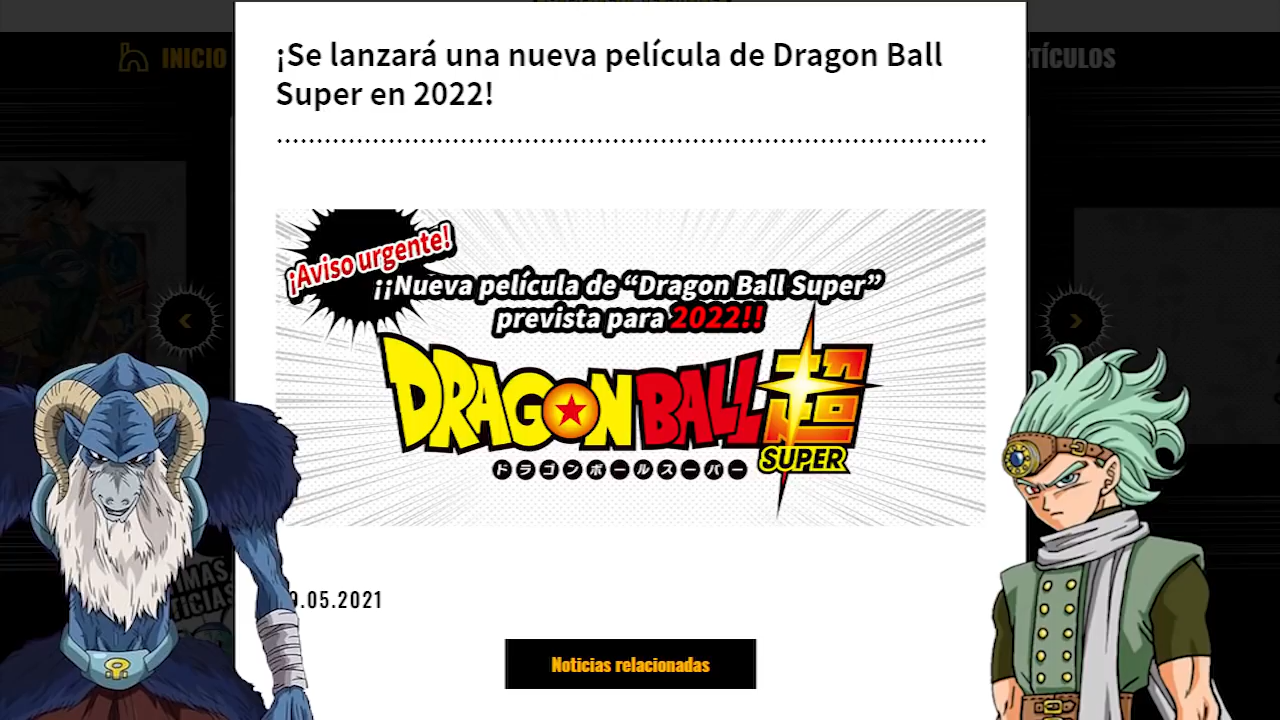 INICIO
¡Se lanzará una nueva película de Dragon Ball
Super en 2022!
¡Aviso urgente!
¡¡Nueva película de “Dragon Ball Super”
prevista para 2022!!
DRAGON BALL 超
SUPER
ドラゴンボールスーパー
9.05.2021
Noticias relacionadas